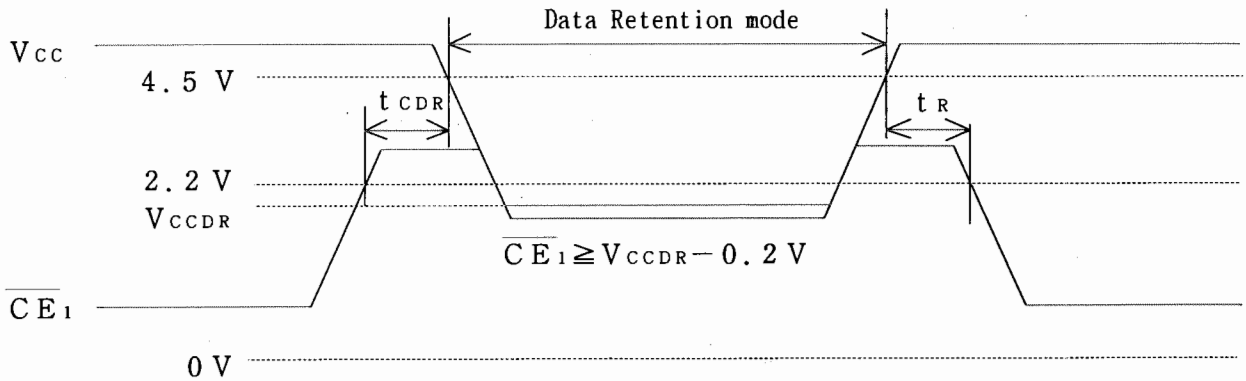 Data Retention mode
VCC
4.5 V
tCDR
tR
2.2 V
VCCDR
CE1≧VCCDR−0.2 V
CE1
0 V